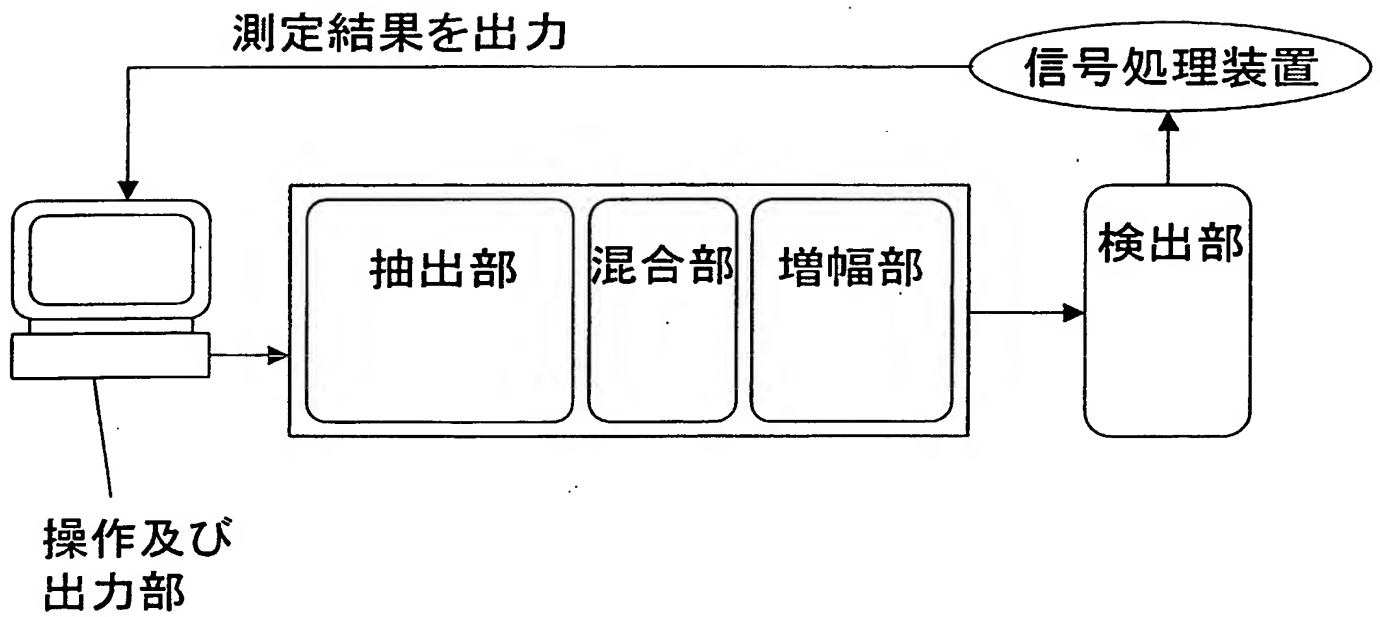 測定結果を出力
信号処理装置
抽出部
混合部
増幅部
検出部
操作及び
出力部